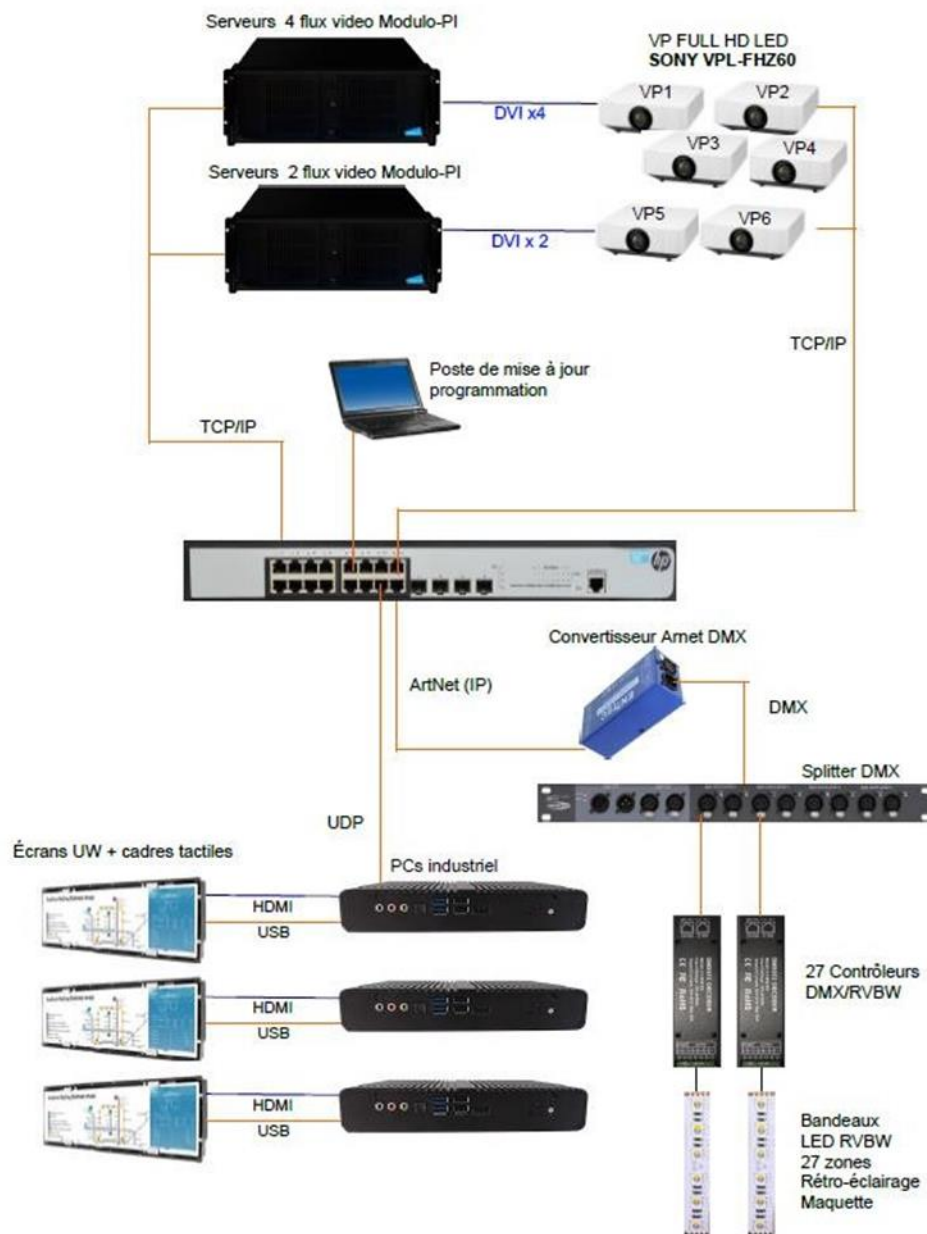 Serveurs 4 flux video Modulo-PI
VP FULL HD LED
SONY VPL-FHZ60
VP1
VP2
DVI x4
VP3
VP4
Serveurs 2 flux video Modulo-PI
VP5
VP6
DVI x 2
TCP/IP
Poste de mise à jour
programmation
TCP/IP
hp
Convertisseur Arnet DMX
ArtNet (IP)
ENTTEC
DMX
Splitter DMX
UDP
Écrans UW + cadres tactiles
PCs industriel
HDMI
USB
27 Contrôleurs
DMX/RVBW
HDMI
USB
HDMI
USB
Bandeaux
LED RVBW
27 zones
Rétro-éclairage
Maquette